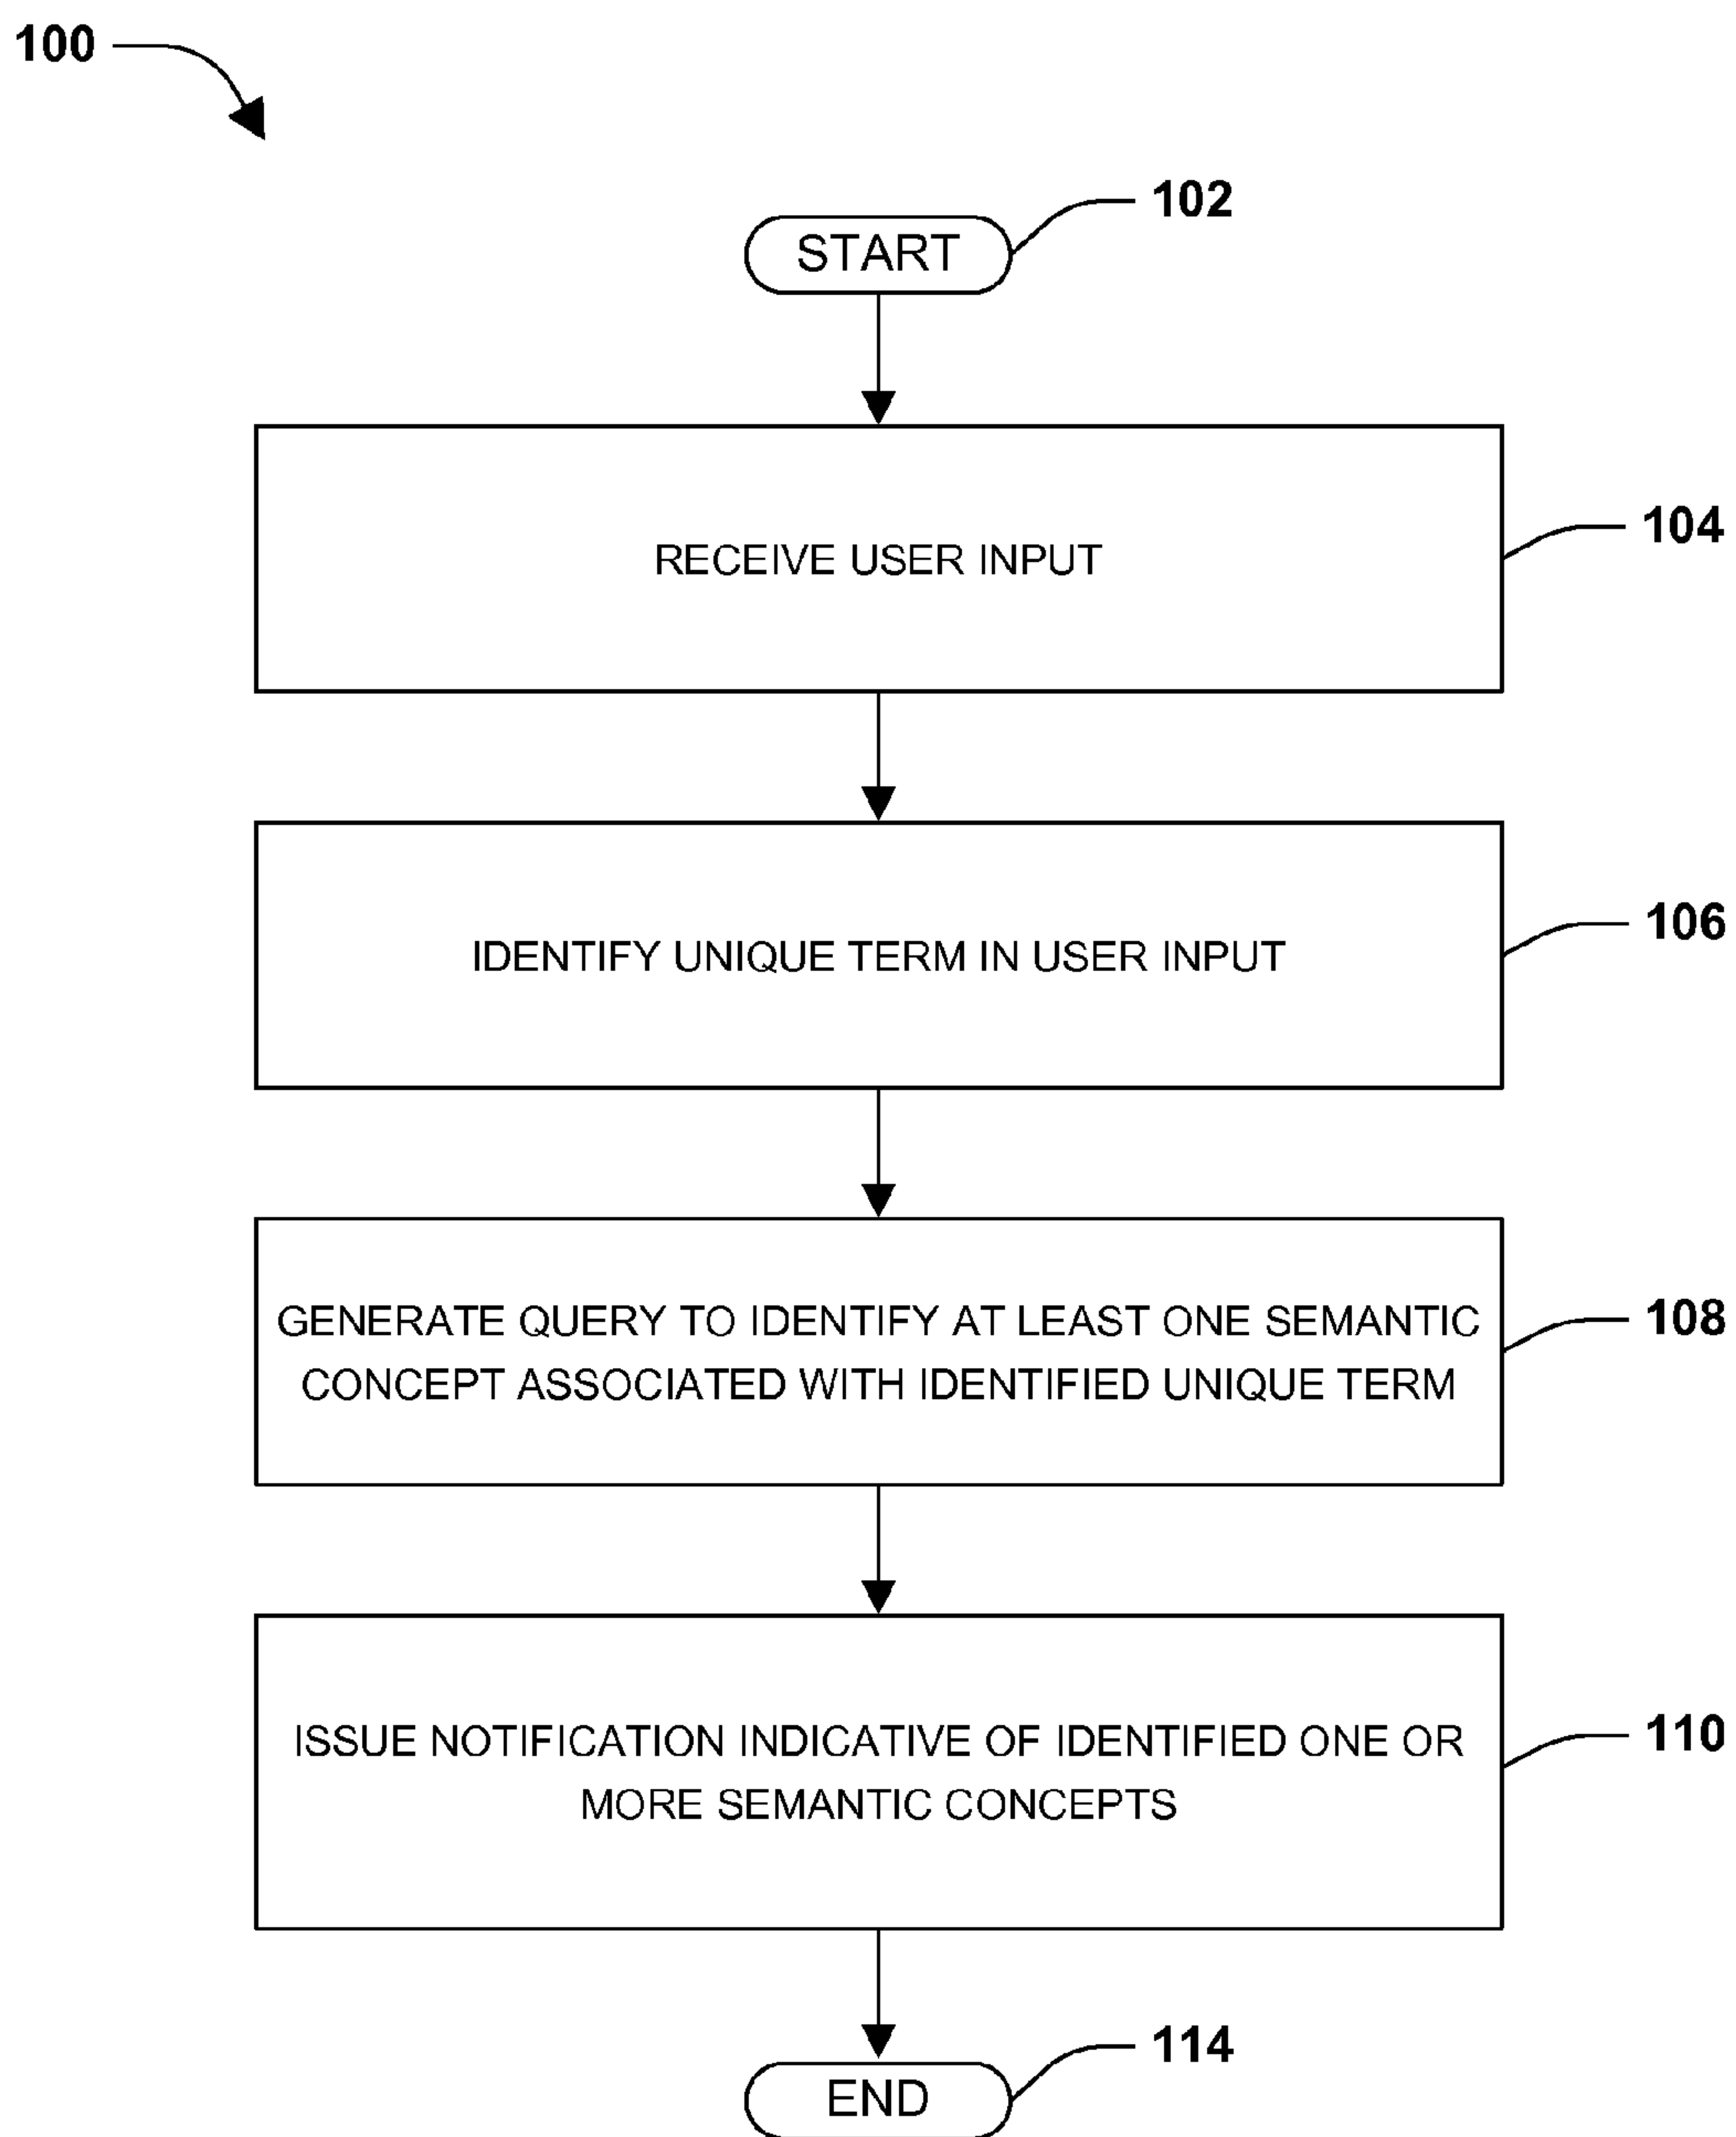 100
102
START
104
RECEIVE USER INPUT
106
IDENTIFY UNIQUE TERM IN USER INPUT
108
GENERATE QUERY TO IDENTIFY AT LEAST ONE SEMANTIC
CONCEPT ASSOCIATED WITH IDENTIFIED UNIQUE TERM
110
ISSUE NOTIFICATION INDICATIVE OF IDENTIFIED ONE OR
MORE SEMANTIC CONCEPTS
114
END